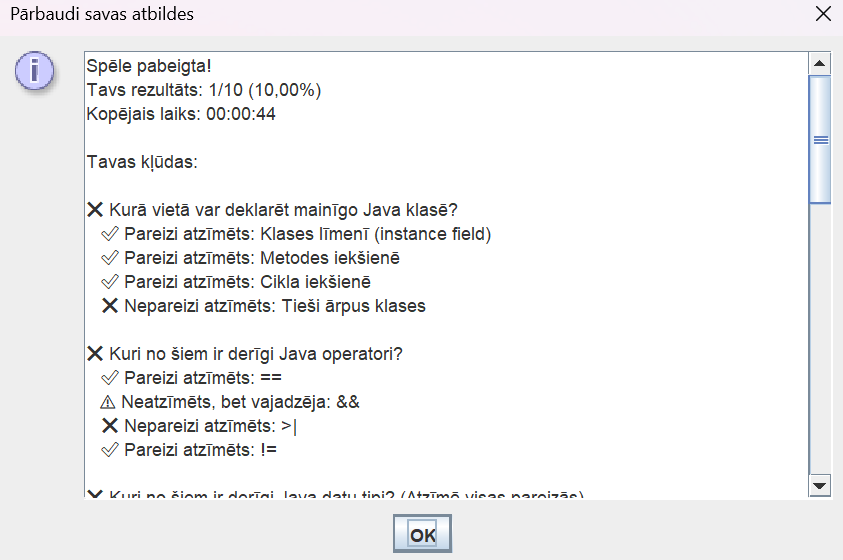 Pārbaudi savas atbildes
Spēle pabeigta!
Tavs rezultāts: 1/10 (10,00%)
Kopējais laiks: 00:00:44
Tavas kļūdas:
❌ Kurā vietā var deklarēt mainīgo Java klasē?
✅ Pareizi atzīmēts: Klases līmenī (instance field)
✅ Pareizi atzīmēts: Metodes iekšienē
✅ Pareizi atzīmēts: Cikla iekšienē
❌ Nepareizi atzīmēts: Tieši ārpus klases
❌ Kuri no šiem ir derīgi Java operatori?
✅ Pareizi atzīmēts: ==
⚠ Neatzīmēts, bet vajadzēja: &&
❌ Nepareizi atzīmēts: >|
✅ Pareizi atzīmēts: !=
❌ Kuri no šiem ir derīgi Java datu tipi? (Atzīmē visas pareizās)
OK